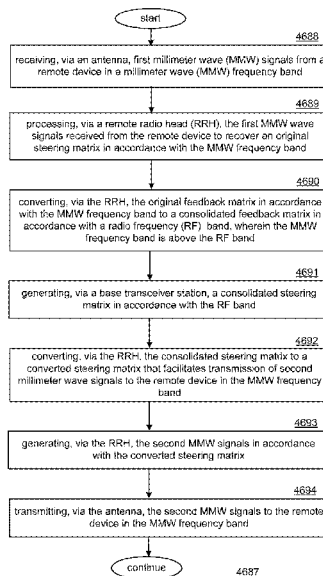 start
4688
receiving, via an antenna, first millimeter wave (MMW) signals from a
remote device in a millimeter wave (MMW) frequency band
4689
processing, via a remote radio head (RRH), the first MMW wave
signals received from the remote device to recover an original
steering matrix in accordance with the MMW frequency band
4690
converting, via the RRH, the original feedback matrix in accordance
with the MMW frequency band to a consolidated feedback matrix in
accordance with a radio frequency (RF) band, wherein the MMW
frequency band is above the RF band
4691
generating, via a base transceiver station, a consolidated steering
matrix in accordance with the RF band
4692
converting, via the RRH, the consolidated steering matrix to a
converted steering matrix that facilitates transmission of second
millimeter wave signals to the remote device in the MMW frequency
band
4693
generating, via the RRH, the second MMW signals in accordance
with the converted steering matrix
4694
transmitting, via the antenna, the second MMW signals to the remote
device in the MMW frequency band
continue
4687